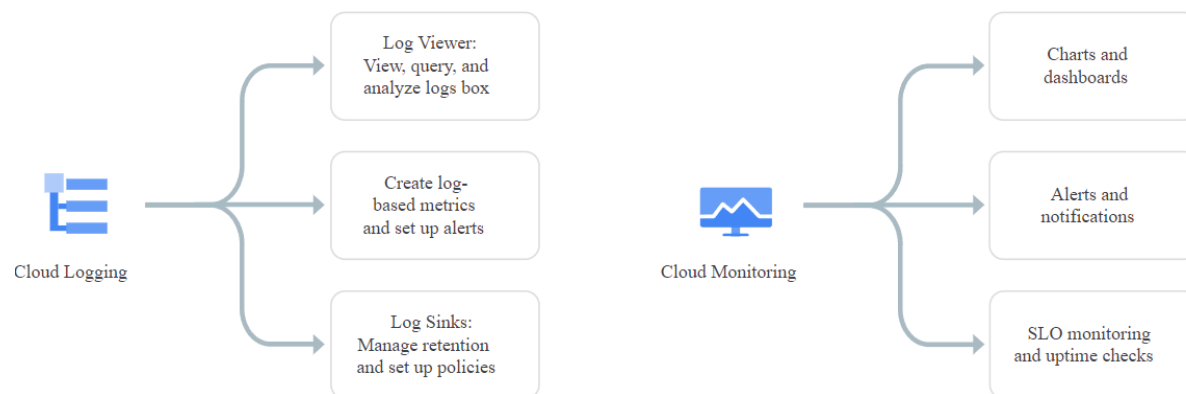 Log Viewer:
View, query, and
analyze logs box
Create log-
based metrics
and set up alerts
Cloud Logging
Log Sinks:
Manage retention
and set up policies
Charts and
dashboards
Alerts and
notifications
Cloud Monitoring
SLO monitoring
and uptime checks